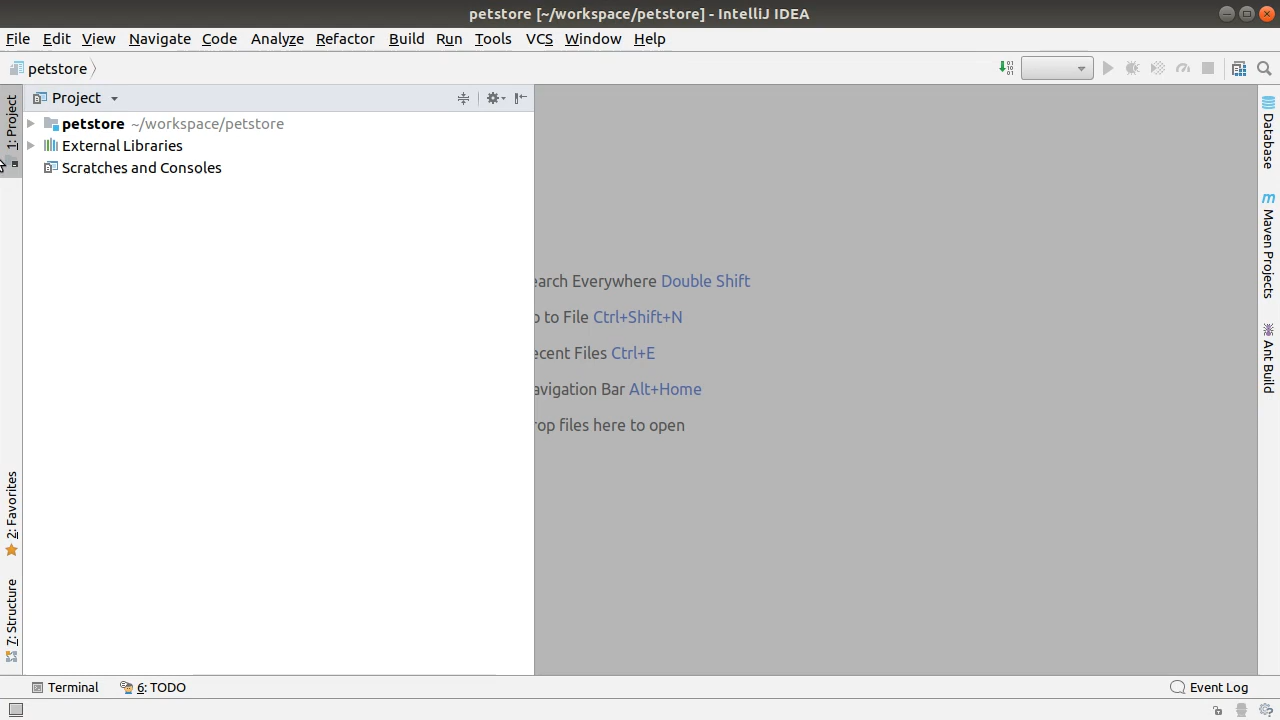 petstore [~/workspace/petstore] - IntelliJ IDEA
File Edit View Navigate Code Analyze Refactor Build Run Tools VCS Window Help
petstore
1: Project
Project
petstore ~/workspace/petstore
External Libraries
Scratches and Consoles
earch Everywhere Double Shift
o to File Ctrl+Shift+N
ecent Files Ctrl+E
avigation Bar Alt+Home
rop files here to open
Database
Maven Projects
Ant Build
2: Favorites
7: Structure
Terminal
6: TODO
Event Log